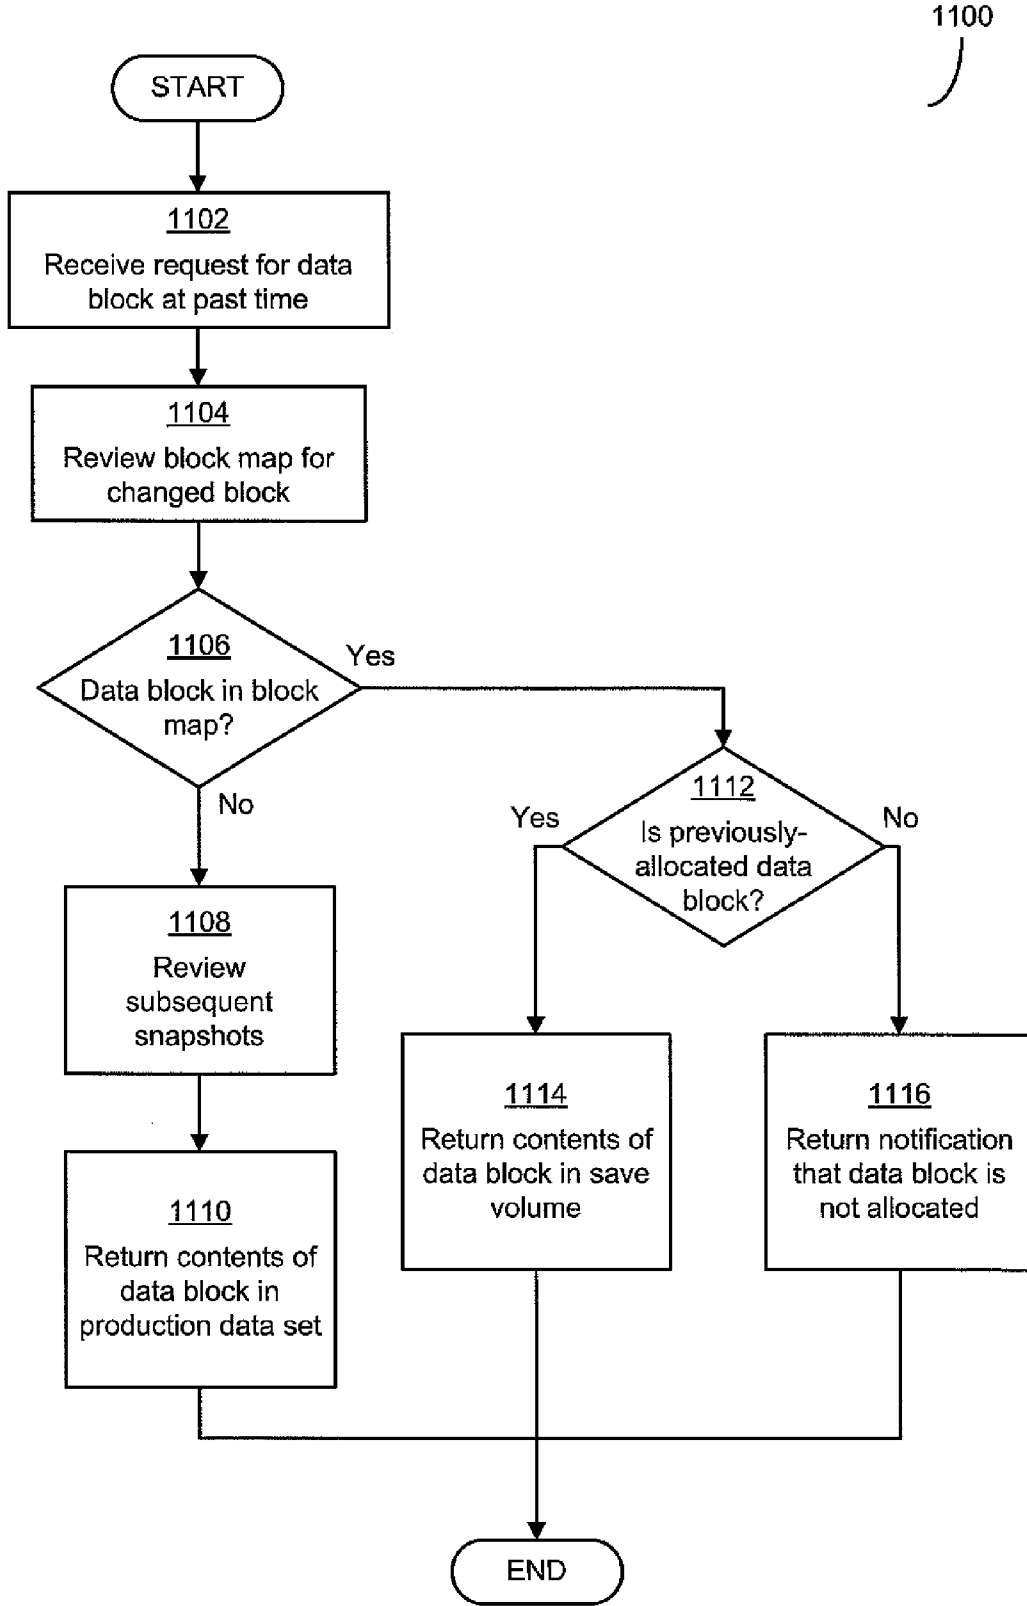 1100
START
1102
Receive request for data
block at past time
1104
Review block map for
changed block
1106
Data block in block
map?
Yes
No
1112
Is previously-
allocated data
block?
Yes
No
1108
Review
subsequent
snapshots
1110
Return contents of
data block in
production data set
1114
Return contents of
data block in save
volume
1116
Return notification
that data block is
not allocated
END